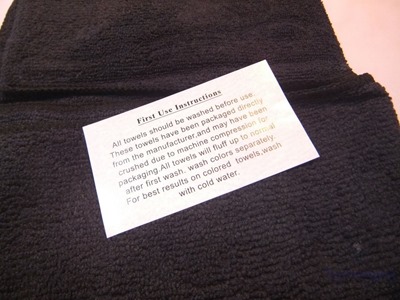 First Use Instructions
All towels should be washed before use.
These towels have been packaged directly
from the manufacturer,and may have been
crushed due to machine compression for
packaging.All towels will fluff up to normal
after first wash. wash colors separately.
For best results on colored towels,wash
with cold water.